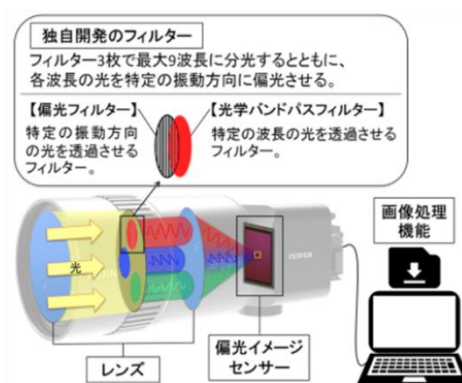 独自開発のフィルター
フィルター3枚で最大9波長に分光するとともに、
各波長の光を特定の振動方向に偏光させる。
【偏光フィルター】
特定の振動方向
の光を透過させる
フィルター。
【光学バンドパスフィルター】
特定の波長の光を透過させる
フィルター。
光
FUJIFILM
画像処理
機能
レンズ
偏光イメージ
センサー